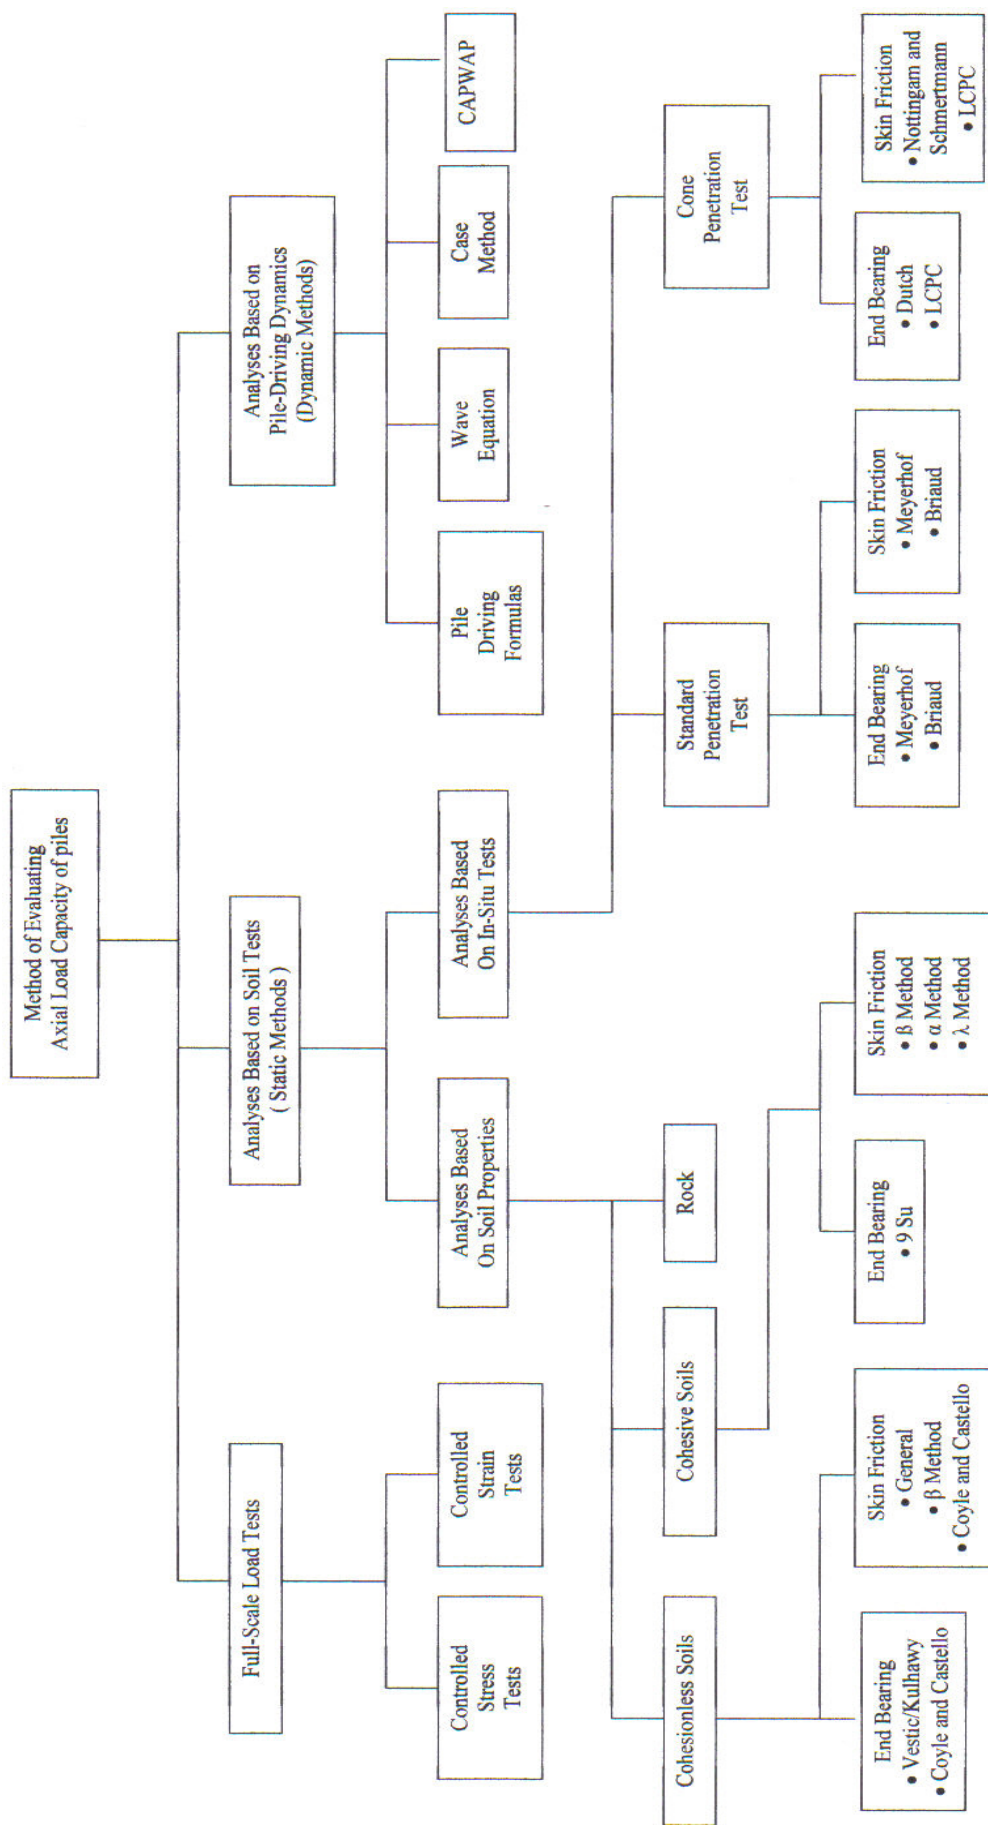 Method of Evaluating
Axial Load Capacity of piles
Full-Scale Load Tests
Analyses Based on Soil Tests
( Static Methods )
Analyses Based on
Pile-Driving Dynamics
(Dynamic Methods)
Controlled
Stress
Tests
Controlled
Strain
Tests
Analyses Based
On Soil Properties
Analyses Based
On In-Situ Tests
Pile
Driving
Formulas
Wave
Equation
Case
Method
CAPWAP
Cohesionless Soils
Cohesive Soils
Rock
Standard
Penetration
Test
Cone
Penetration
Test
End Bearing
• Vestic/Kulhawy
• Coyle and Castello
Skin Friction
• General
• β Method
• Coyle and Castello
End Bearing
• 9 Su
Skin Friction
• ß Method
• α Method
• λ Method
End Bearing
• Meyerhof
• Briaud
Skin Friction
• Meyerhof
• Briaud
End Bearing
• Dutch
• LCPC
Skin Friction
• Nottingam and
Schmertmann
• LCPC